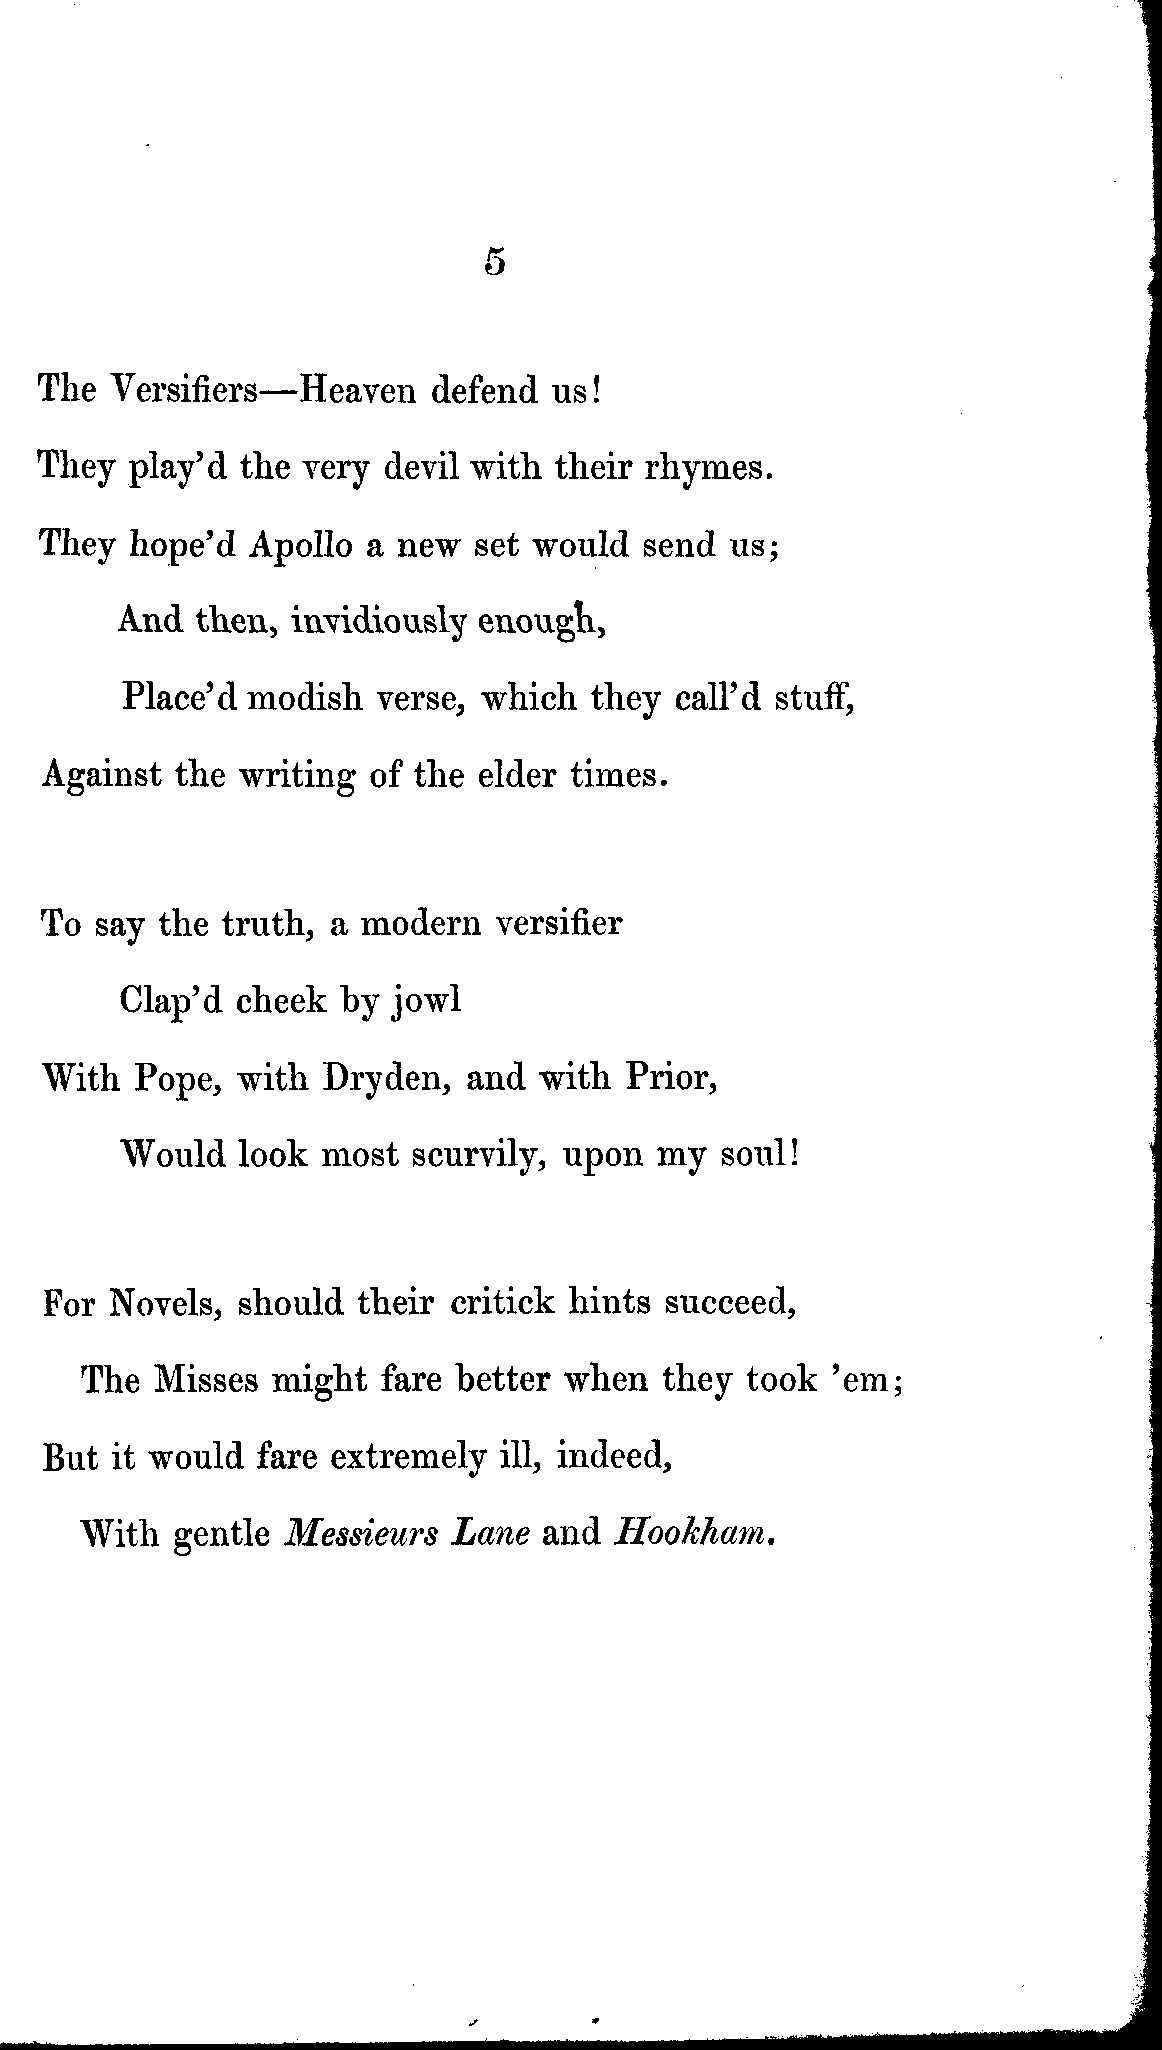 5
The Versifiers—Heaven defend us!
They play'd the very devil with their rhymes.
They hope'd Apollo a new set would send us;
And then, invidiously enough,
Place'd modish verse, which they call'd stuff,
Against the writing of the elder times.
To say the truth, a modern versifier
Clap'd cheek by jowl
With Pope, with Dryden, and with Prior,
Would look most scurvily, upon my soul!
For Novels, should their critick hints succeed,
The Misses might fare better when they took 'em;
But it would fare extremely ill, indeed,
With gentle Messieurs Lane and Hookham.